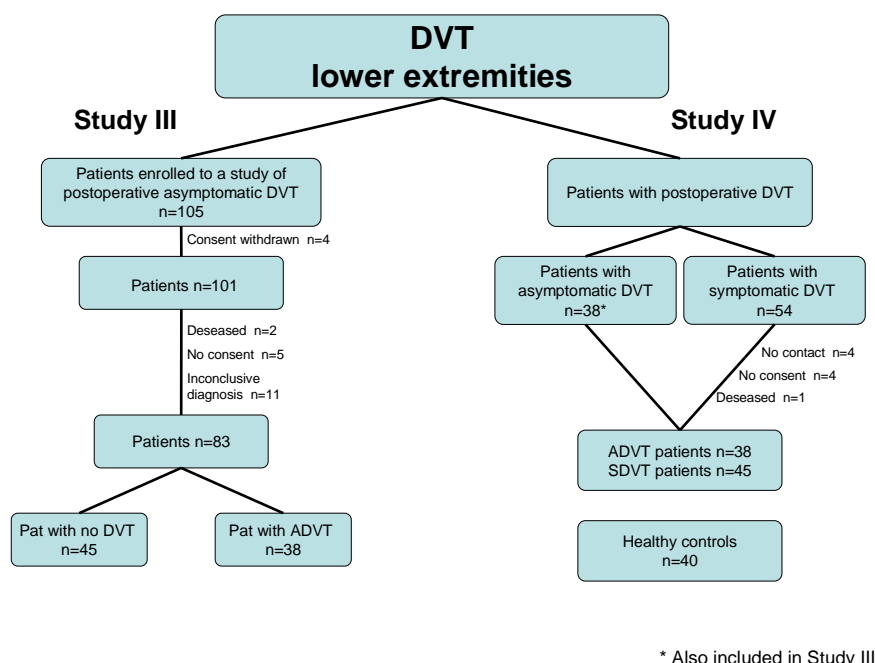 DVT
lower extremities
Study III
Study IV
Patients enrolled to a study of
postoperative asymptomatic DVT
n=105
Consent withdrawn n=4
Patients n=101
Deseased n=2
No consent n=5
Inconclusive
diagnosis n=11
Patients n=83
Pat with no DVT
n=45
Pat with ADVT
n=38
Patients with postoperative DVT
Patients with
asymptomatic DVT
n=38*
Patients with
symptomatic DVT
n=54
No contact n=4
No consent n=4
Deseased n=1
ADVT patients n=38
SDVT patients n=45
Healthy controls
n=40
* Also included in Study III